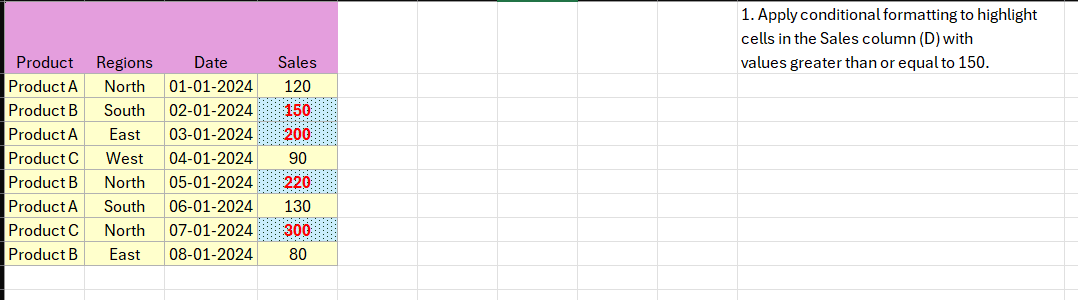 1. Apply conditional formatting to highlight
cells in the Sales column (D) with
values greater than or equal to 150.
Product Regions Date Sales
Product A North 01-01-2024 120
Product B South 02-01-2024 150
Product A East 03-01-2024 200
Product C West 04-01-2024 90
Product B North 05-01-2024 220
Product A South 06-01-2024 130
Product C North 07-01-2024 300
Product B East 08-01-2024 80